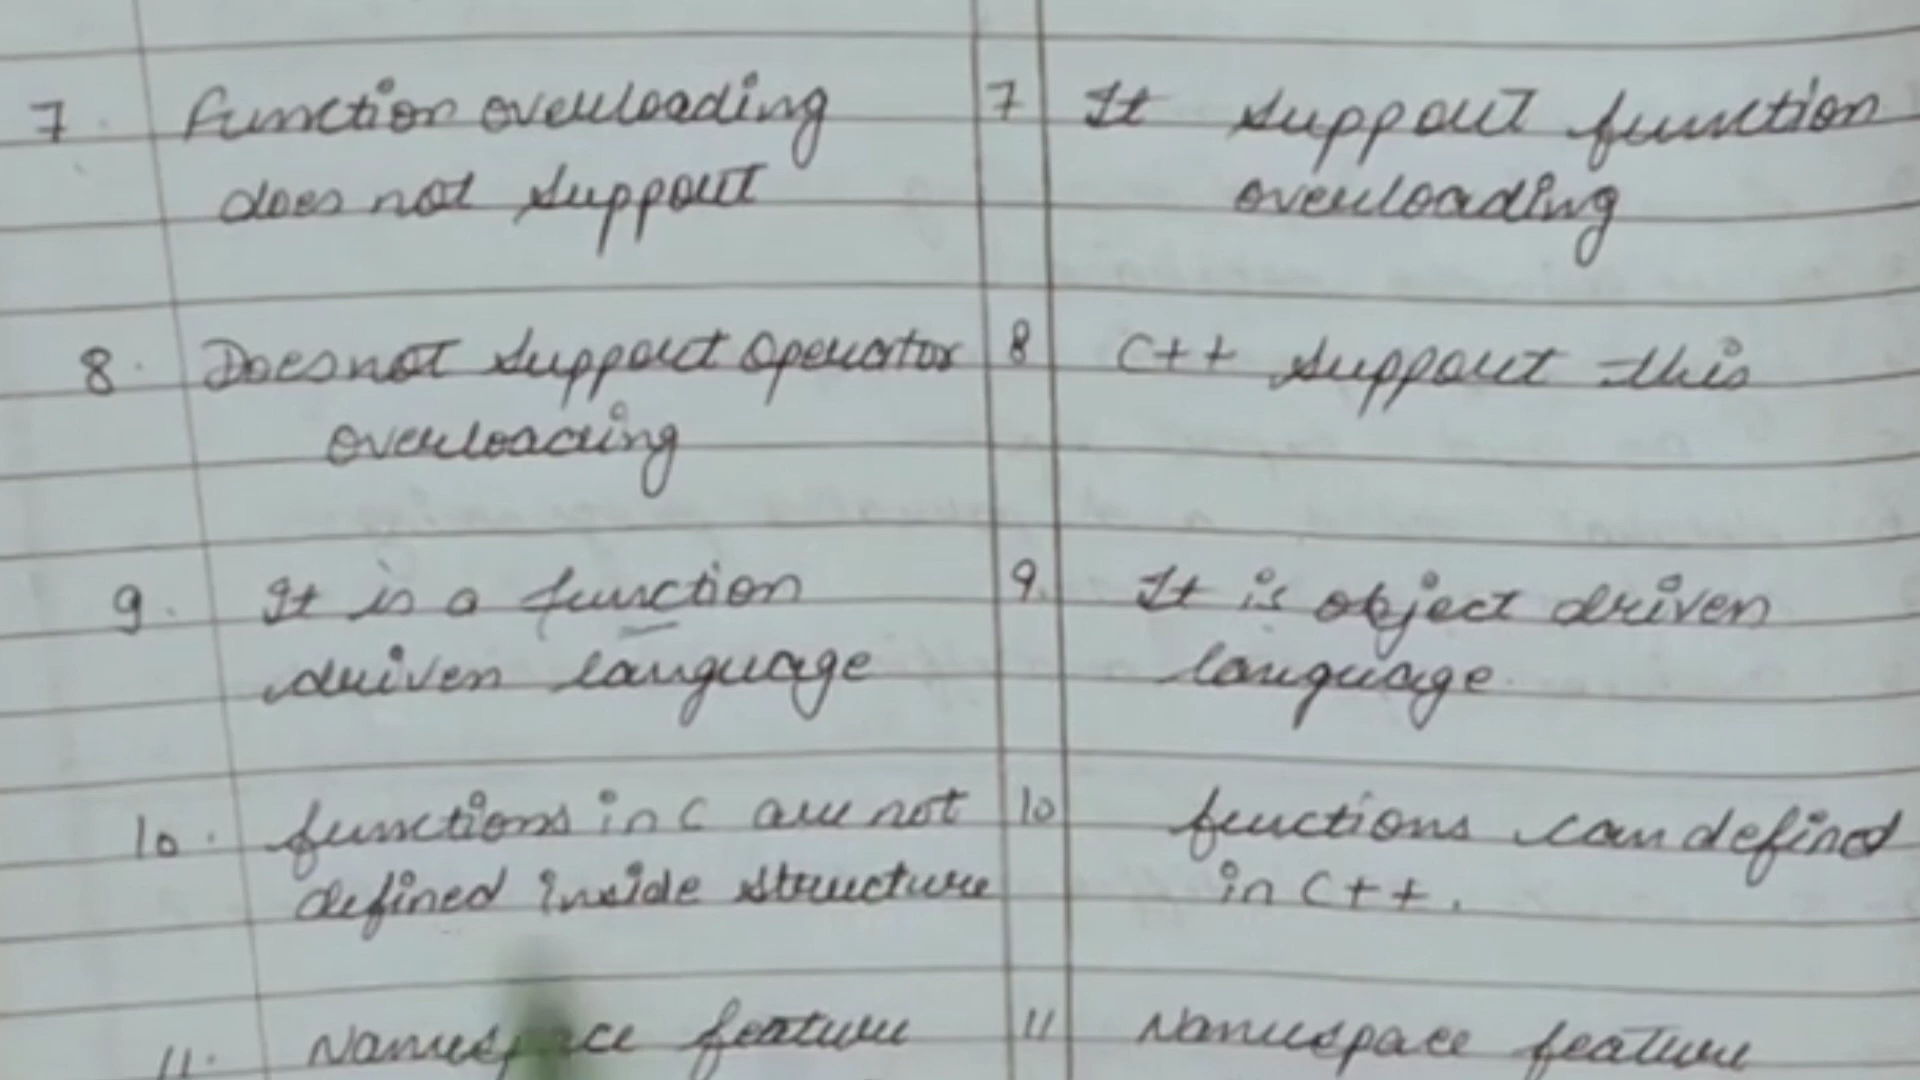 7. Function overloading
does not support
8. Does not support operator
overloading
9. It is a function
driven language
10. functions in C are not
defined inside structure
11. Namespace feature
7 It support function
overloading
8 C++ support this
9. It is object driven
language.
10 functions can defined
in C++.
11 Namespace feature